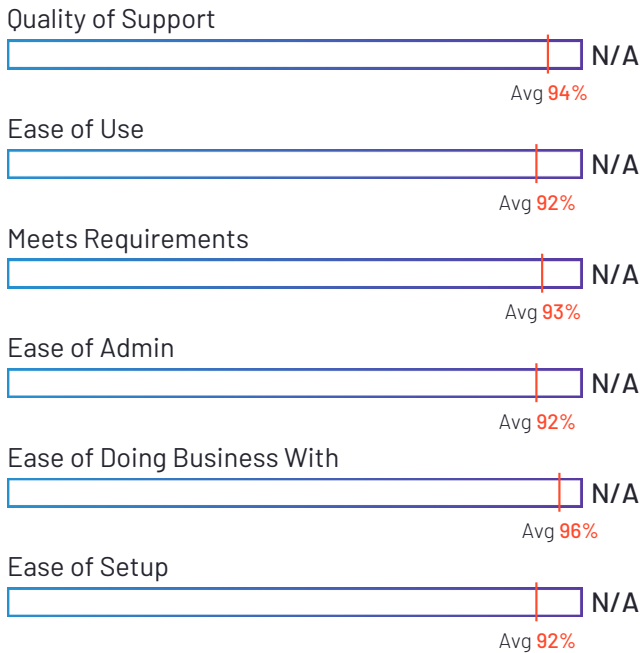 Quality of Support
N/A
Avg 94%
Ease of Use
N/A
Avg 92%
Meets Requirements
N/A
Avg 93%
Ease of Admin
N/A
Avg 92%
Ease of Doing Business With
N/A
Avg 96%
Ease of Setup
N/A
Avg 92%